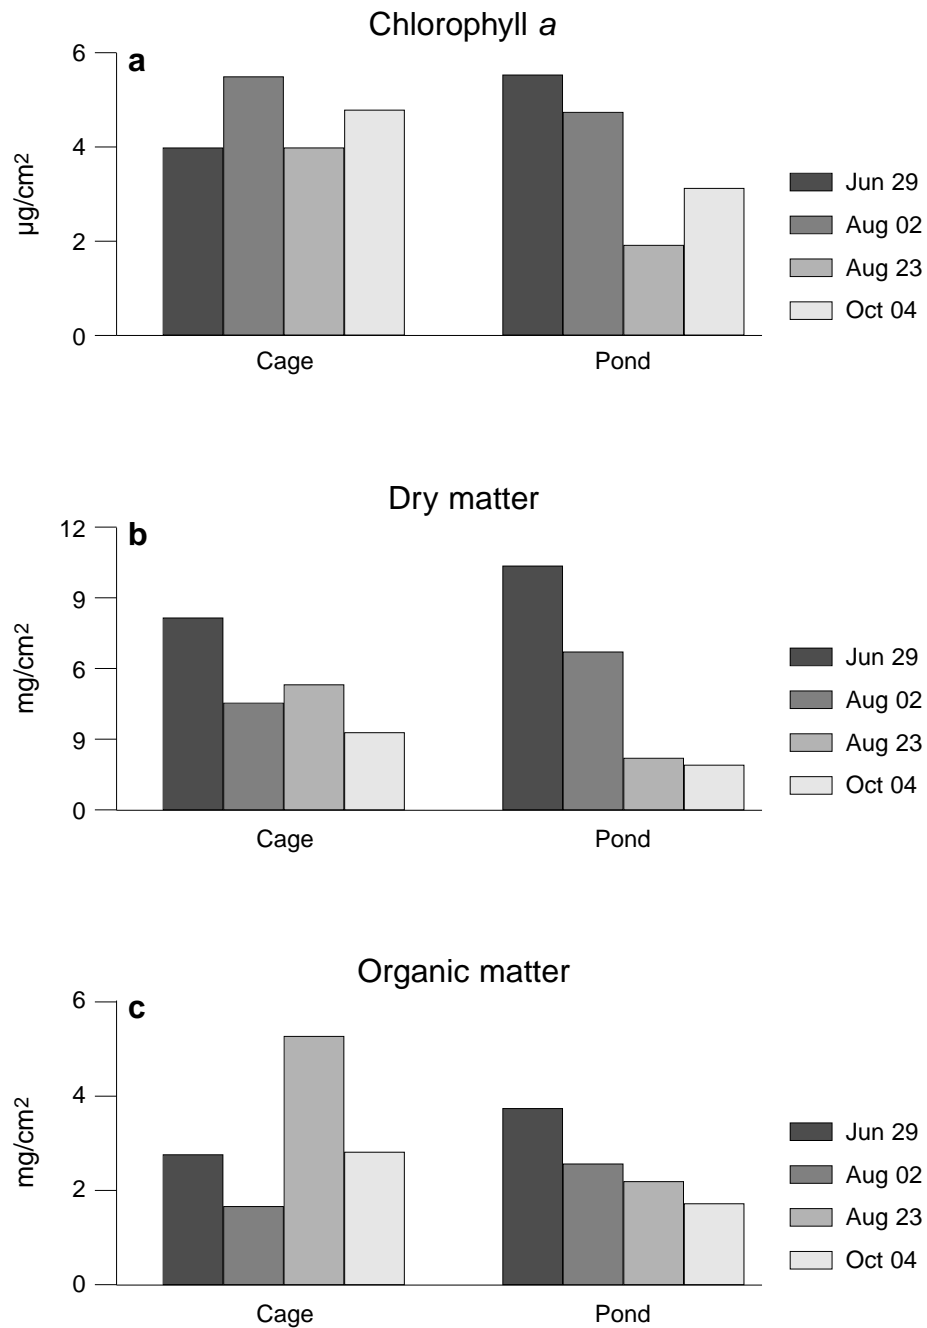 Chlorophyll a
a
6
4
2
0
µg/cm2
Cage
Pond
Jun 29
Aug 02
Aug 23
Oct 04
Dry matter
b
12
9
6
9
0
mg/cm2
Cage
Pond
Jun 29
Aug 02
Aug 23
Oct 04
Organic matter
c
6
4
2
0
mg/cm2
Cage
Pond
Jun 29
Aug 02
Aug 23
Oct 04